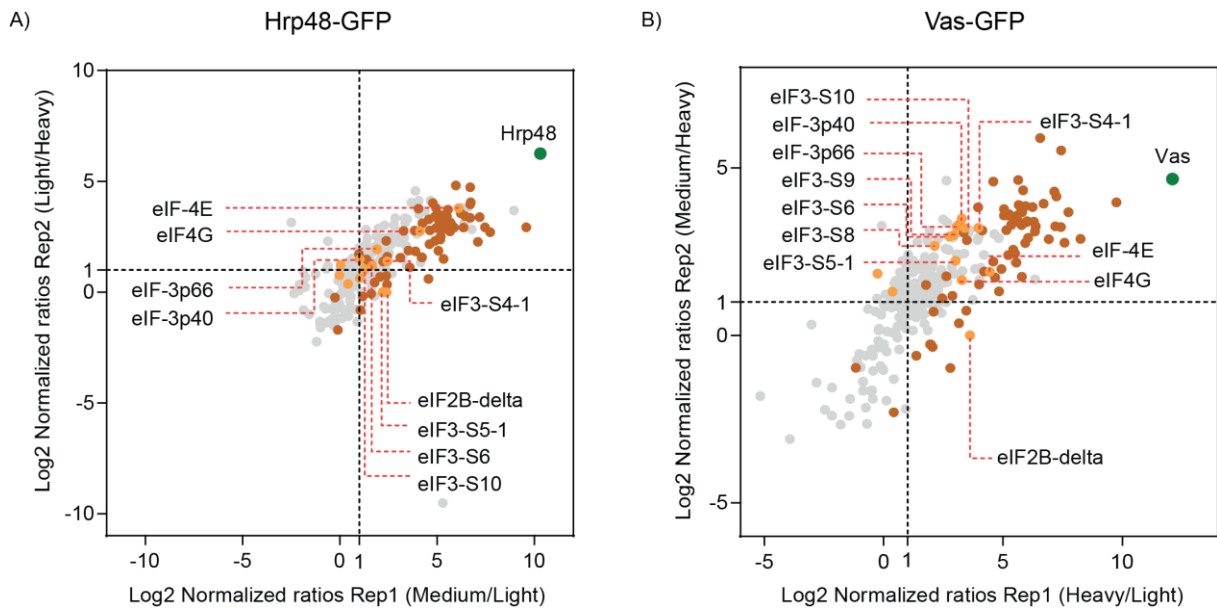 A)
Hrp48-GFP
Log2 Normalized ratios Rep2 (Light/Heavy)
10
5
1
0
-5
-10
Hrp48
eIF-4E
eIF4G
eIF-3p66
eIF-3p40
eIF3-S4-1
eIF2B-delta
eIF3-S5-1
eIF3-S6
eIF3-S10
-10
-5
0
1
5
10
Log2 Normalized ratios Rep1 (Medium/Light)
B)
Vas-GFP
Log2 Normalized ratios Rep2 (Medium/Heavy)
5
1
0
-5
eIF3-S10
eIF-3p40
eIF-3p66
eIF3-S9
eIF3-S6
eIF3-S8
eIF3-S5-1
eIF3-S4-1
Vas
eIF-4E
eIF4G
eIF2B-delta
-5
0
1
5
10
Log2 Normalized ratios Rep1 (Heavy/Light)